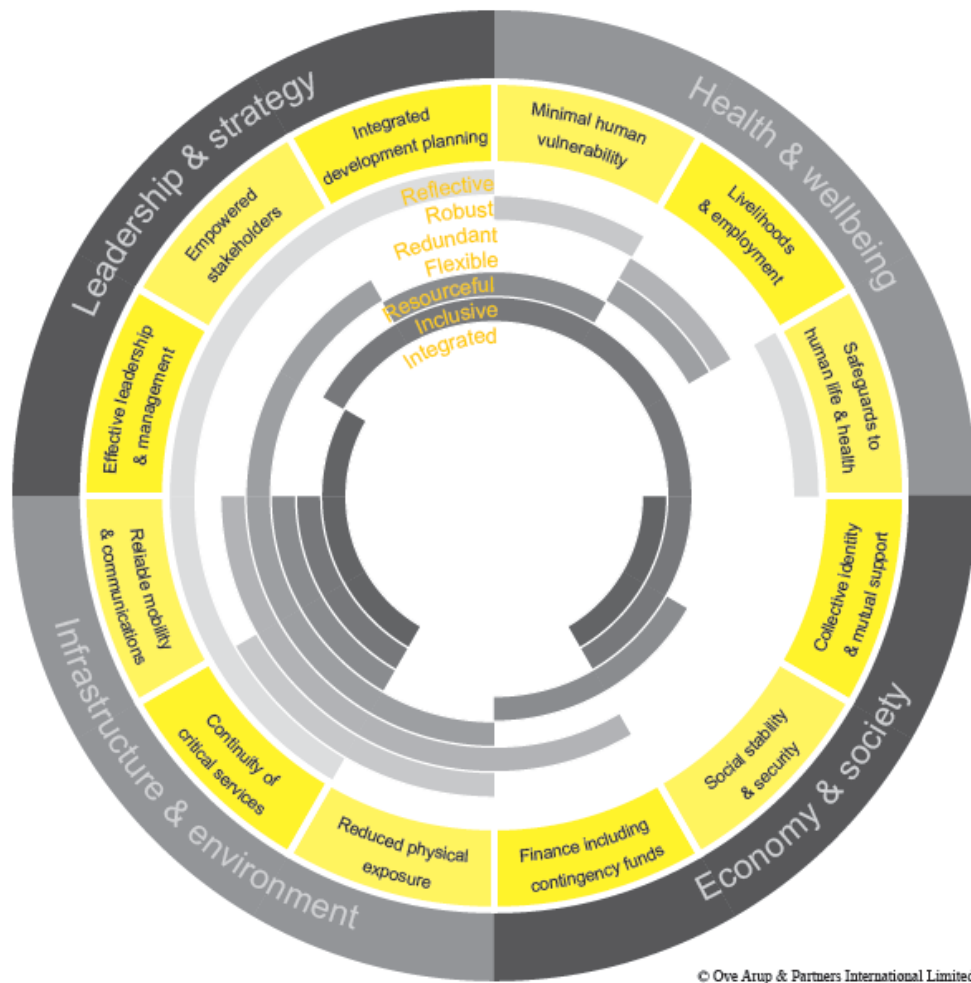 Leadership & strategy
Health & wellbeing
Integrated
development planning
Minimal human
vulnerability
Empowered
stakeholders
Livelihoods
& employment
Effective leadership
& management
Safeguards to
human life & health
Reflective
Robust
Redundant
Flexible
Resourceful
Inclusive
Integrated
Reliable mobility
& communications
Collective identity
& mutual support
Continuity of
critical services
Social stability
& security
Reduced physical
exposure
Finance including
contingency funds
Infrastructure & environment
Economy & society
© Ove Arup & Partners International Limited